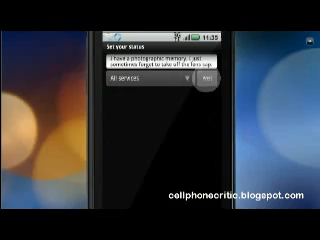 11:35
Set your status
I have a photographic memory. I just
sometimes forget to take off the lens cap.
All services
Post
cellphonecritic.blogspot.com